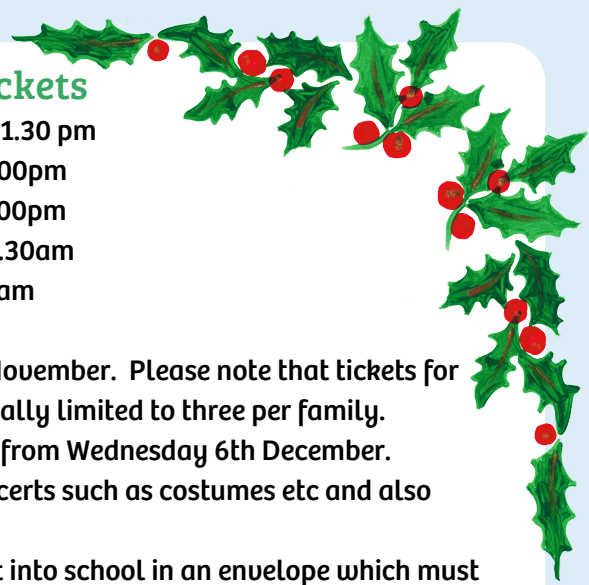 ckets
1.30 pm
00pm
00pm
.30am
am
November. Please note that tickets for
ally limited to three per family.
from Wednesday 6th December.
certs such as costumes etc and also
t into school in an envelope which must